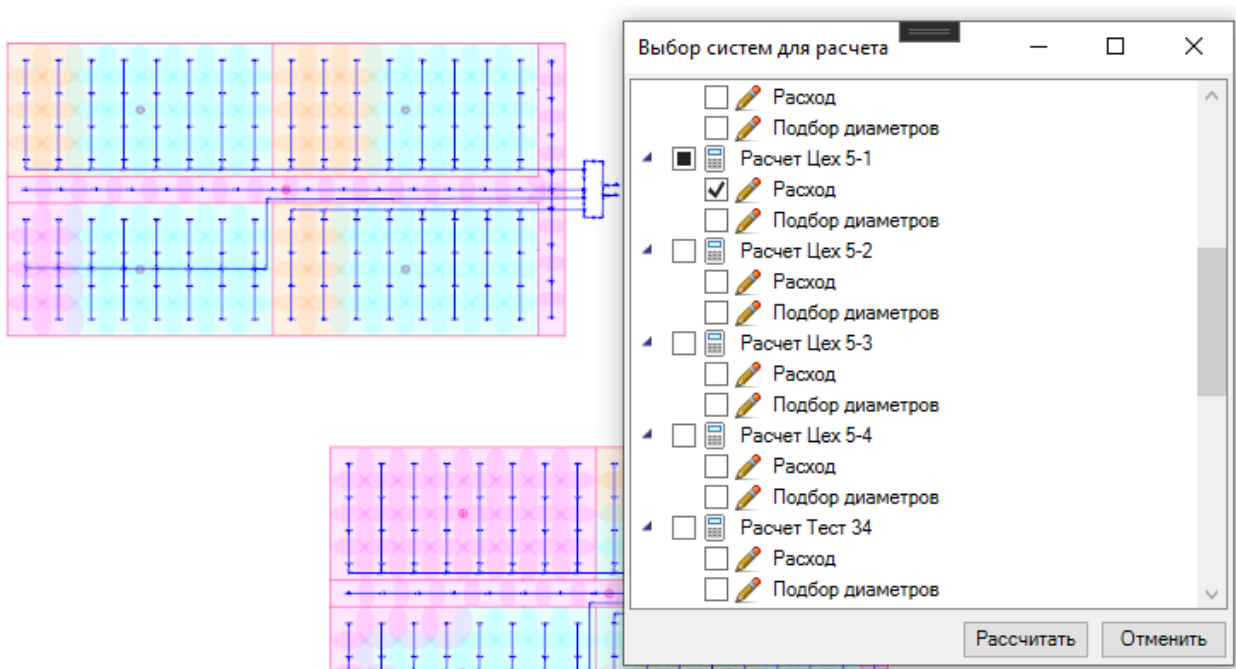 Выбор систем для расчета
Расход
Подбор диаметров
Расчет Цех 5-1
Расход
Подбор диаметров
Расчет Цех 5-2
Расход
Подбор диаметров
Расчет Цех 5-3
Расход
Подбор диаметров
Расчет Цех 5-4
Расход
Подбор диаметров
Расчет Тест 34
Расход
Подбор диаметров
Рассчитать Отменить